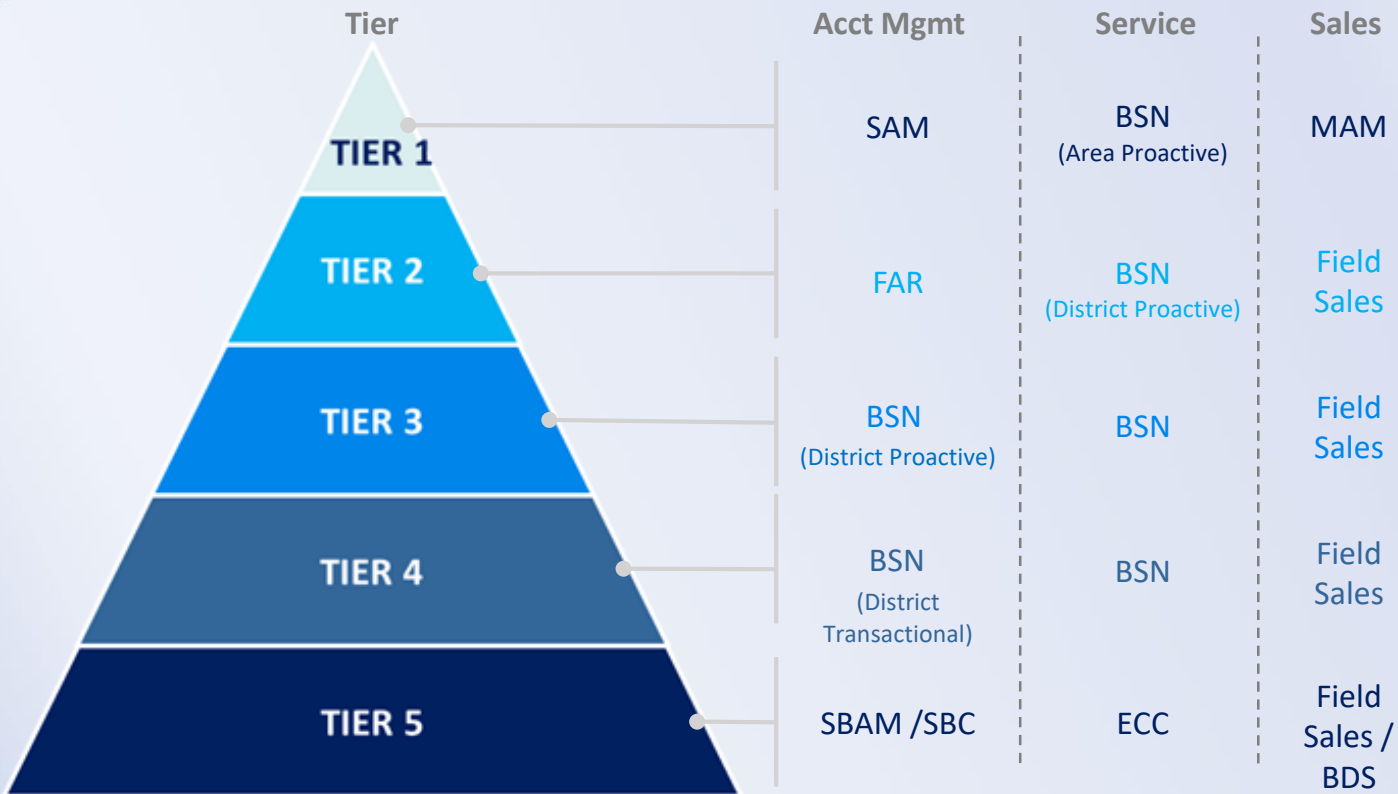 Tier Acct Mgmt Service Sales
TIER 1
SAM
BSN
(Area Proactive)
MAM
TIER 2
FAR
BSN
(District Proactive)
Field
Sales
TIER 3
BSN
(District Proactive)
BSN
Field
Sales
TIER 4
BSN
(District
Transactional)
BSN
Field
Sales
TIER 5
SBAM /SBC
ECC
Field
Sales /
BDS